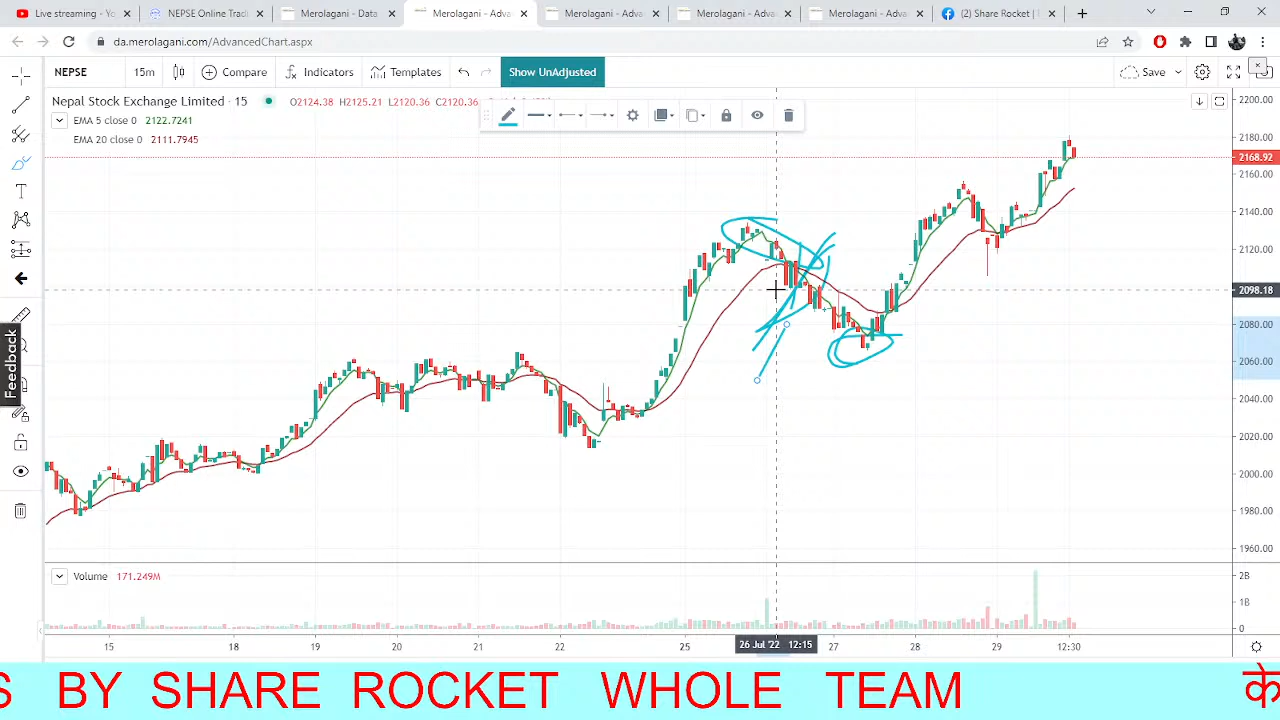 Live streaming - Yo
NEPSE Online Tradi
Merolagani - Data
Merolagani - Adva
Merolagani - Adva
Merolagani - Adva
Merolagani - Adva
(2) Share Rocket | L
da.merolagani.com/AdvancedChart.aspx
NEPSE 15m Compare Indicators Templates Show UnAdjusted Save
Nepal Stock Exchange Limited · 15 O2124.38 H2125.21 L2120.36 C2120.36
EMA 5 close 0 2122.7241
EMA 20 close 0 2111.7945
2200.00
2180.00
2168.92
2160.00
2140.00
2120.00
2098.18
2080.00
2060.00
2040.00
2020.00
2000.00
1980.00
1960.00
Feedback
Volume 171.249M
2B
1B
0
15 18 19 20 21 22 25 26 Jul '22 12:15 27 28 29 12:30
S BY SHARE ROCKET WHOLE TEAM के